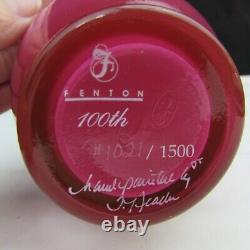 FENTON
100th
#1021 / 1500
Handpainted by